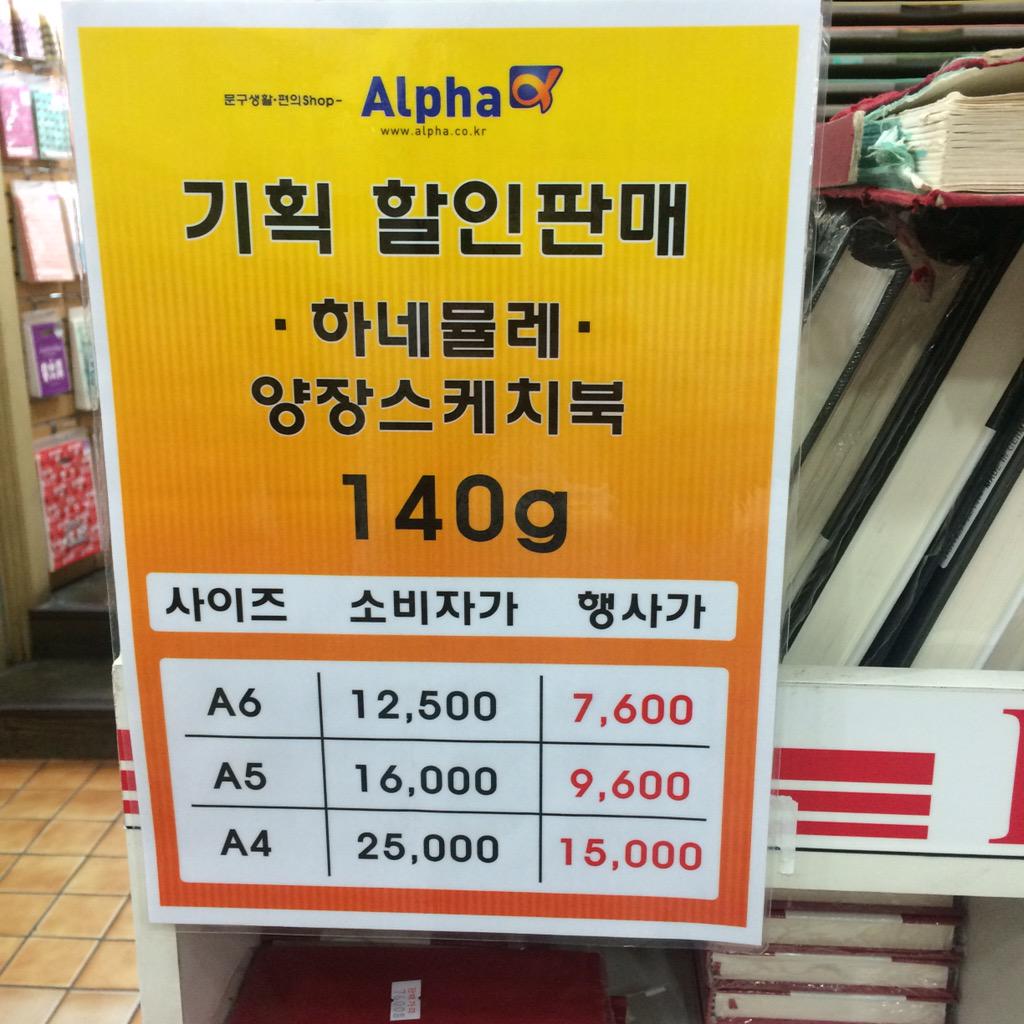 문구생활·편의Shop- Alpha
www.alpha.co.kr
기획 할인판매
·하네뮬레·
양장스케치북
140g
사이즈 소비자가 행사가
A6 12,500 7,600
A5 16,000 9,600
A4 25,000 15,000